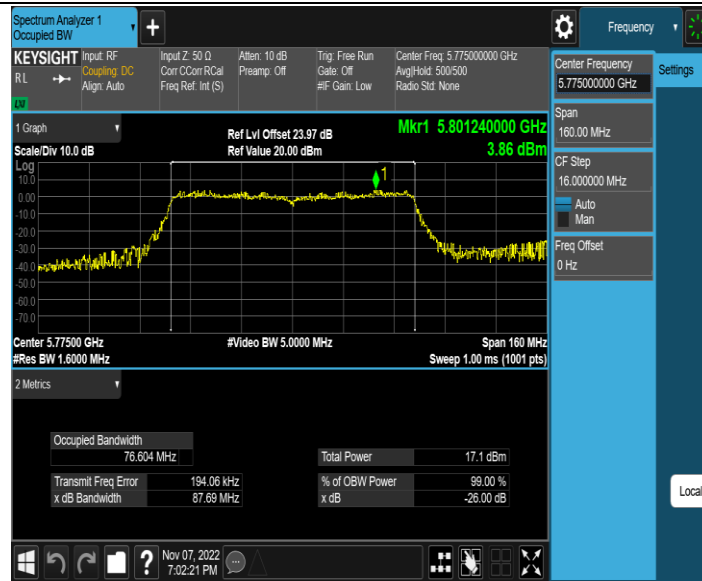 Spectrum Analyzer 1
Occupied BW
Frequency
KEYSIGHT
Input: RF
Coupling: DC
Align: Auto
Input Z: 50 Ω
Corr CCorr RCal
Freq Ref: Int (S)
Atten: 10 dB
Preamp: Off
Trig: Free Run
Gate: Off
#IF Gain: Low
Center Freq: 5.775000000 GHz
Avg|Hold: 500/500
Radio Std: None
RL
Center Frequency
5.775000000 GHz
Settings
Span
160.00 MHz
CF Step
16.000000 MHz
Auto
Man
Freq Offset
0 Hz
Local
1 Graph
Scale/Div 10.0 dB
Ref Lvl Offset 23.97 dB
Ref Value 20.00 dBm
Mkr1 5.801240000 GHz
3.86 dBm
Log
1
10.0
0.00
-10.0
-20.0
-30.0
-40.0
-50.0
-60.0
-70.0
Center 5.77500 GHz
#Video BW 5.0000 MHz
Span 160 MHz
#Res BW 1.6000 MHz
Sweep 1.00 ms (1001 pts)
2 Metrics
Occupied Bandwidth
76.604 MHz
Total Power 17.1 dBm
Transmit Freq Error 194.06 kHz
% of OBW Power 99.00 %
x dB Bandwidth 87.69 MHz
x dB -26.00 dB
?
Nov 07, 2022
7:02:21 PM